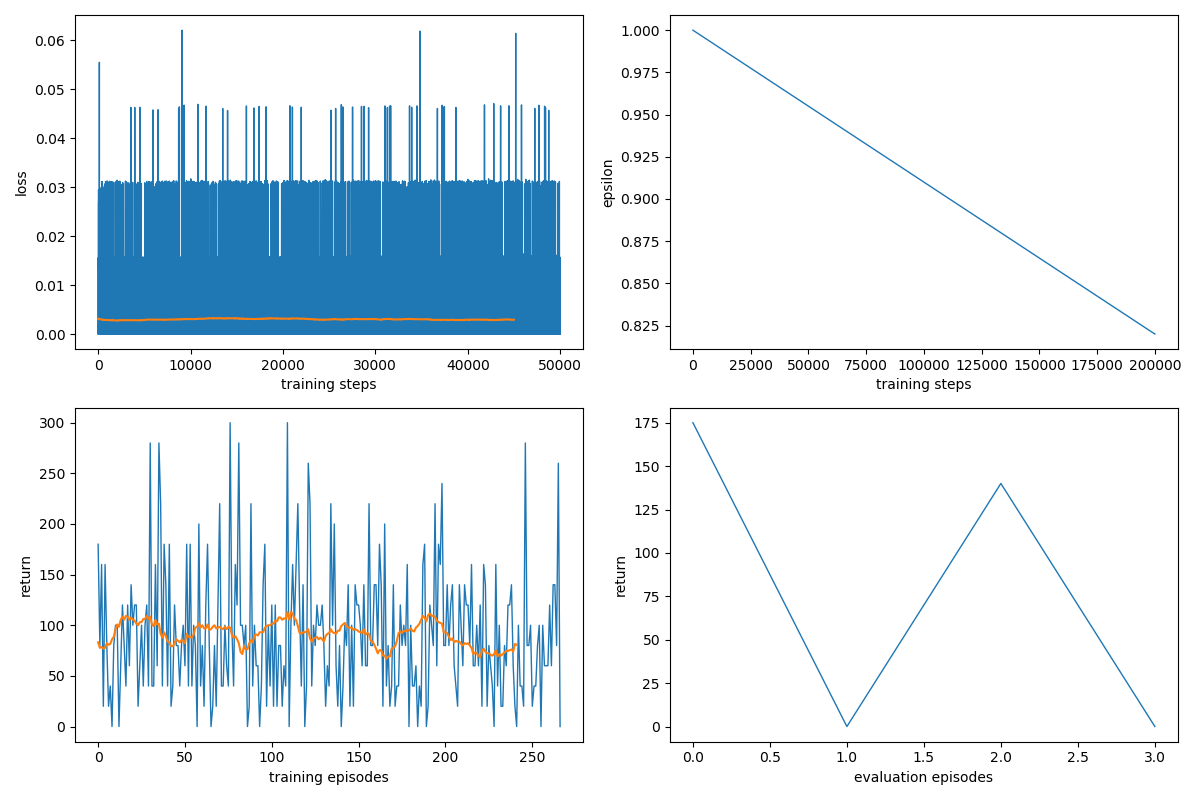 0.06
0.05
0.04
0.03
0.02
0.01
0.00
loss
0 10000 20000 30000 40000 50000
training steps
1.000
0.975
0.950
0.925
0.900
0.875
0.850
0.825
epsilon
0 25000 50000 75000 100000 125000 150000 175000 200000
training steps
300
250
200
150
100
50
0
return
0 50 100 150 200 250
training episodes
175
150
125
100
75
50
25
0
return
0.0 0.5 1.0 1.5 2.0 2.5 3.0
evaluation episodes